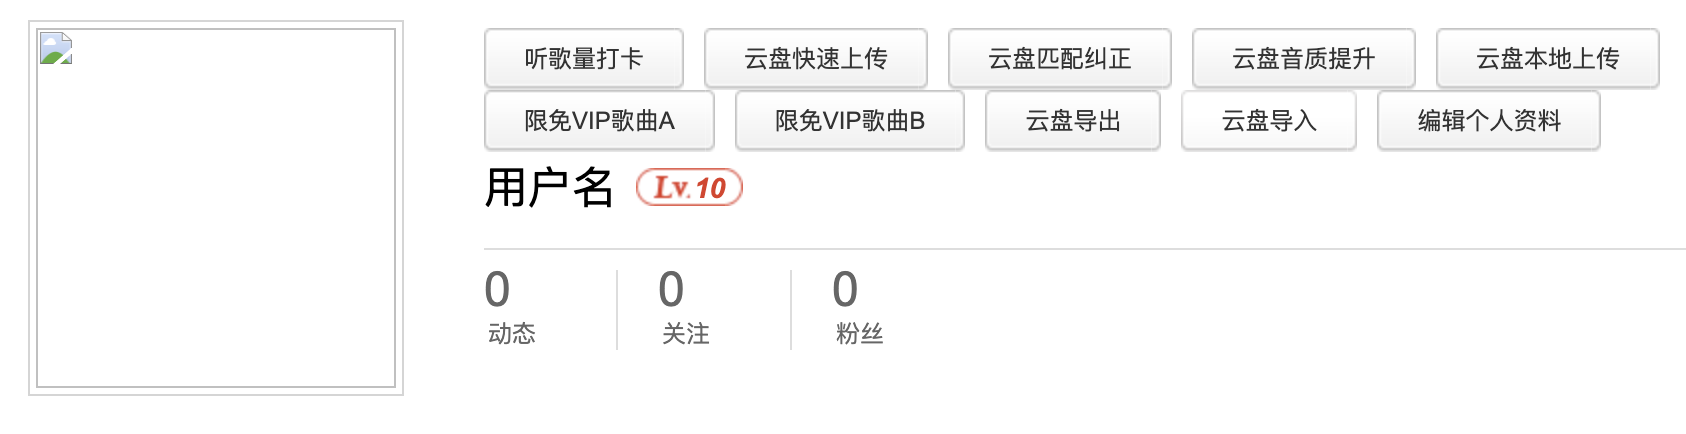 听歌量打卡 云盘快速上传 云盘匹配纠正 云盘音质提升 云盘本地上传
限免VIP歌曲A 限免VIP歌曲B 云盘导出 云盘导入 编辑个人资料
用户名 Lv.10
0 0 0
动态 关注 粉丝